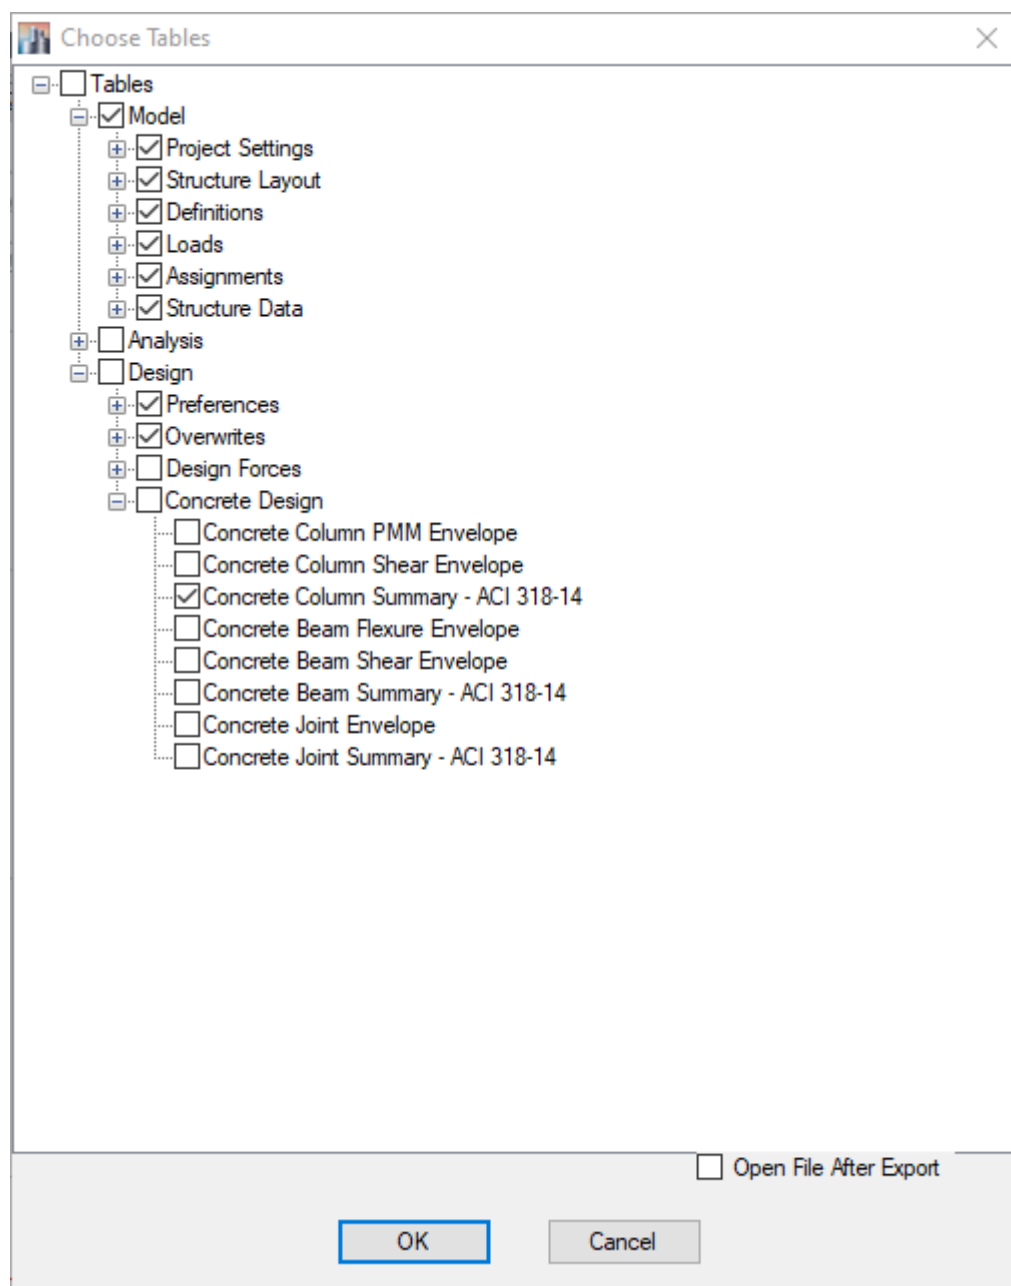 Choose Tables
Tables
Model
Project Settings
Structure Layout
Definitions
Loads
Assignments
Structure Data
Analysis
Design
Preferences
Overwrites
Design Forces
Concrete Design
Concrete Column PMM Envelope
Concrete Column Shear Envelope
Concrete Column Summary - ACI 318-14
Concrete Beam Flexure Envelope
Concrete Beam Shear Envelope
Concrete Beam Summary - ACI 318-14
Concrete Joint Envelope
Concrete Joint Summary - ACI 318-14
Open File After Export
OK Cancel